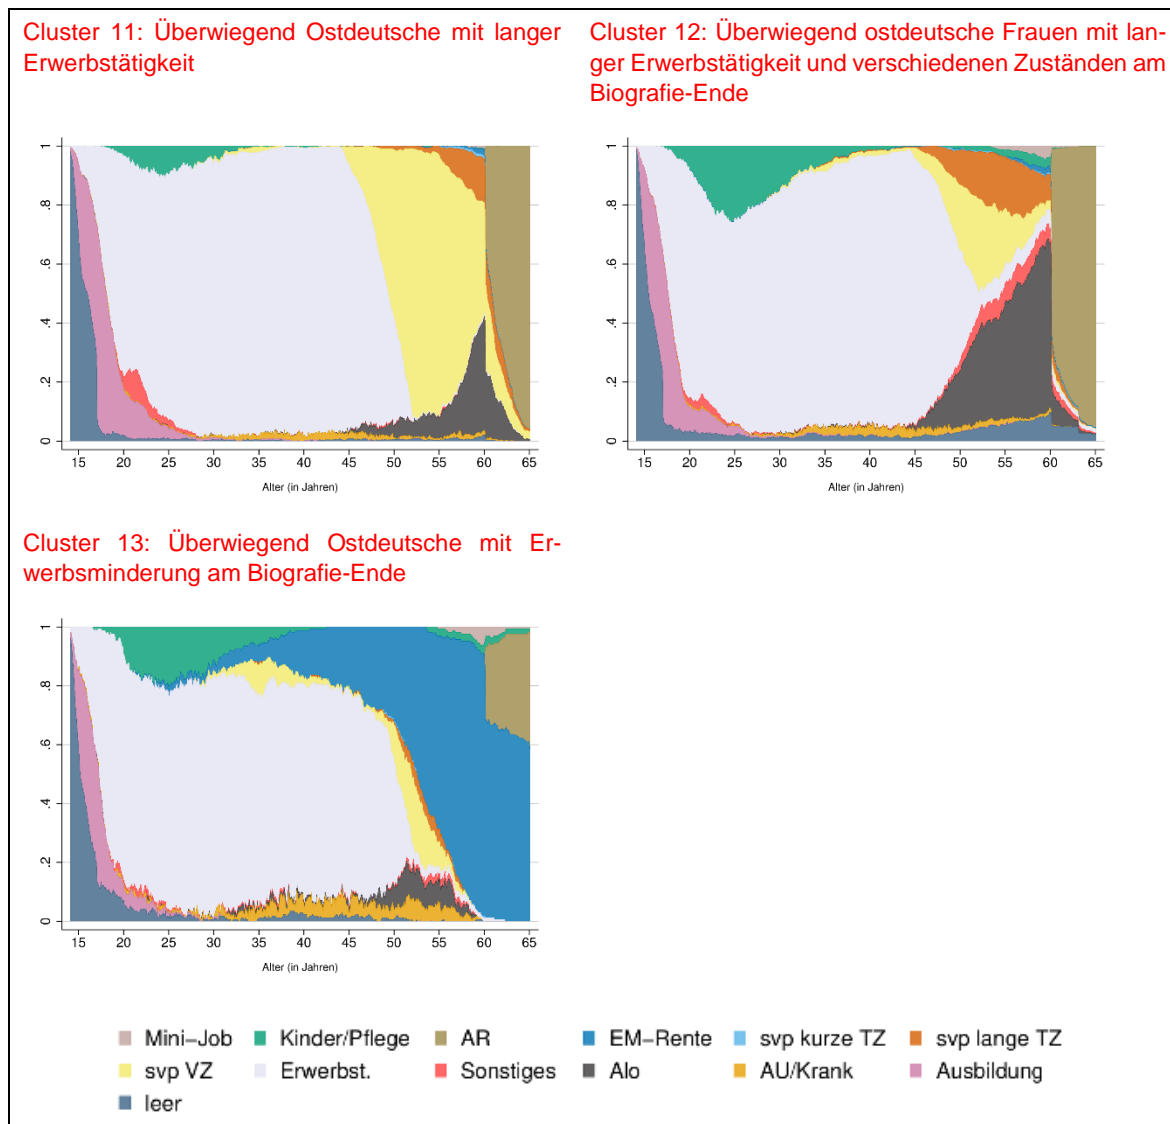 Cluster 11: Überwiegend Ostdeutsche mit langer
Erwerbstätigkeit
Cluster 12: Überwiegend ostdeutsche Frauen mit lan-
ger Erwerbstätigkeit und verschiedenen Zuständen am
Biografie-Ende
1
.8
.6
.4
.2
0
15 20 25 30 35 40 45 50 55 60 65
Alter (in Jahren)
1
.8
.6
.4
.2
0
15 20 25 30 35 40 45 50 55 60 65
Alter (in Jahren)
Cluster 13: Überwiegend Ostdeutsche mit Er-
werbsminderung am Biografie-Ende
1
.8
.6
.4
.2
0
15 20 25 30 35 40 45 50 55 60 65
Alter (in Jahren)
Mini-Job Kinder/Pflege AR EM-Rente svp kurze TZ svp lange TZ
svp VZ Erwerbst. Sonstiges Alo AU/Krank Ausbildung
leer